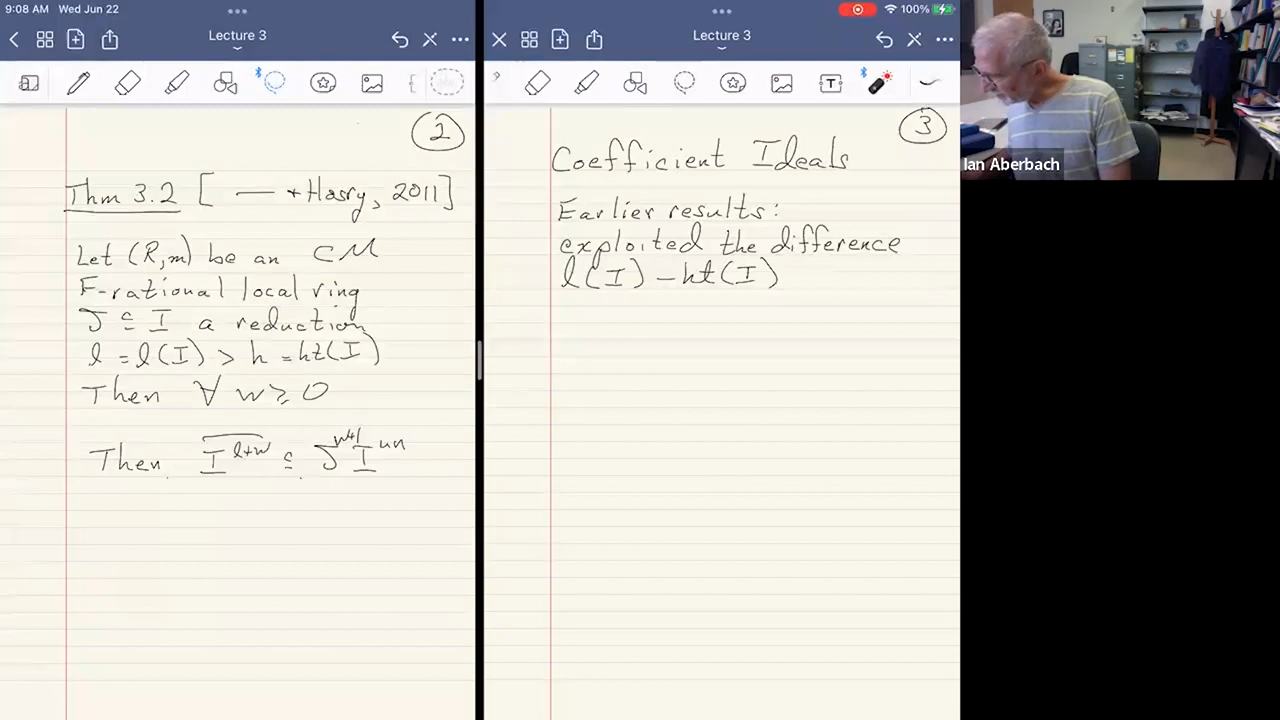 9:08 AM Wed Jun 22
100%
Lecture 3
Lecture 3
2
Thm 3.2 [ — + Hosry, 2011]
Let (R,m) be an CM
F-rational local ring
J ⊆ I a reduction
l = l(I) > h = ht(I)
Then ∀ w ≥ 0
Then \overline{I^{l+w}} ⊆ J^{w+1} I^{un}
3
Coefficient Ideals
Earlier results:
exploited the difference
l(I) – ht(I)
Ian Aberbach